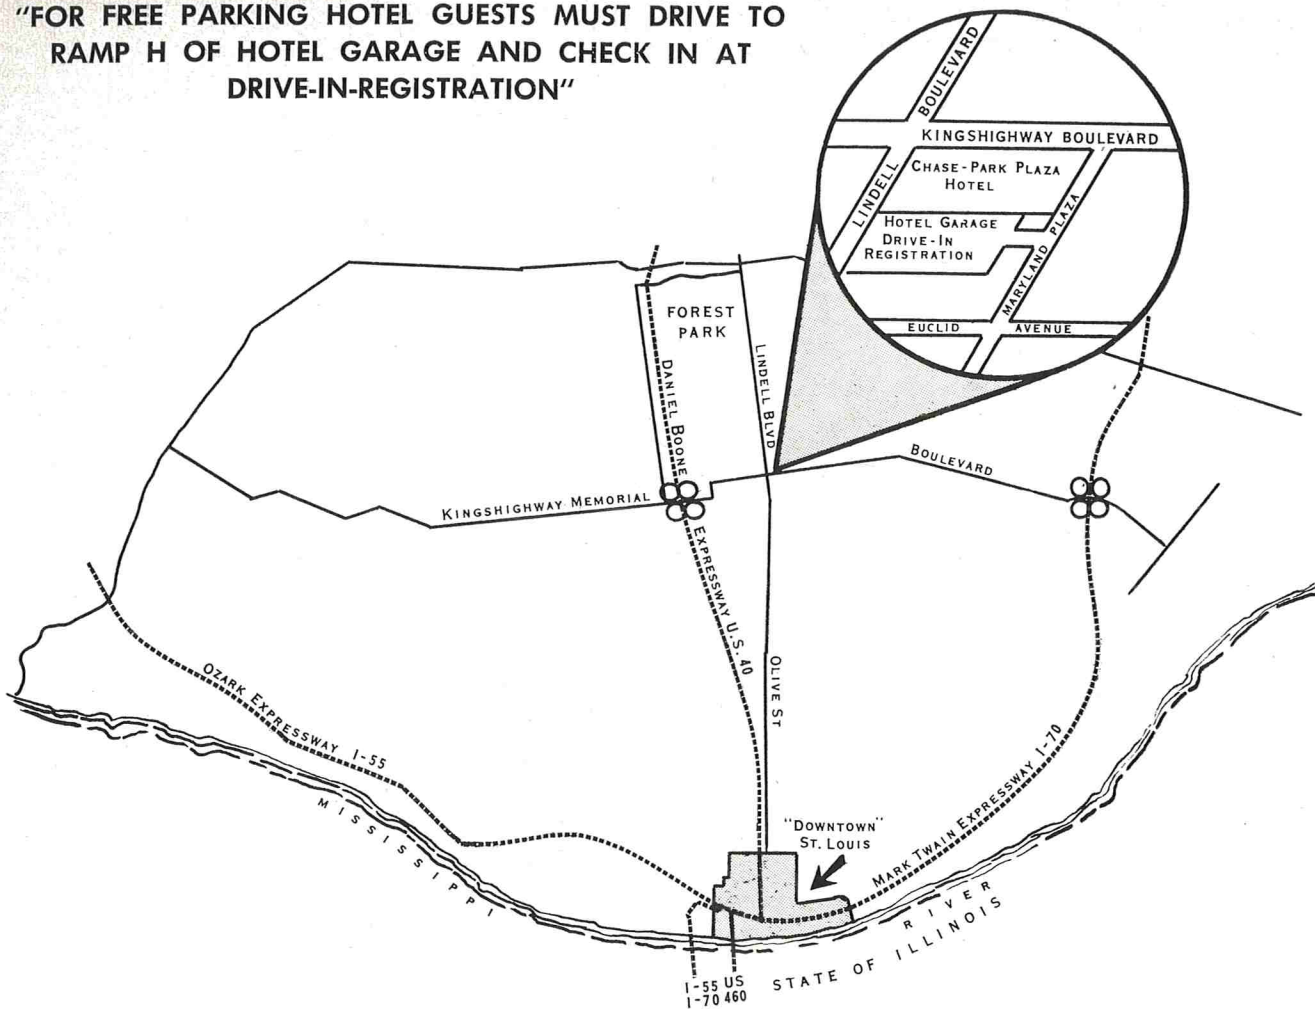 "FOR FREE PARKING HOTEL GUESTS MUST DRIVE TO
RAMP H OF HOTEL GARAGE AND CHECK IN AT
DRIVE-IN-REGISTRATION"
BOULEVARD
KINGSHIGHWAY BOULEVARD
LINDELL
CHASE-PARK PLAZA
HOTEL
HOTEL GARAGE
DRIVE-IN
REGISTRATION
MARYLAND PLAZA
EUCLID AVENUE
FOREST
PARK
DANIEL BOONE
LINDELL BLVD
BOULEVARD
KINGSHIGHWAY MEMORIAL
EXPRESSWAY U.S. 40
OLIVE ST
OZARK EXPRESSWAY I-55
MARK TWAIN EXPRESSWAY I-70
"DOWNTOWN"
ST. LOUIS
MISSISSIPPI
RIVER
STATE OF ILLINOIS
I-55 US
I-70 460